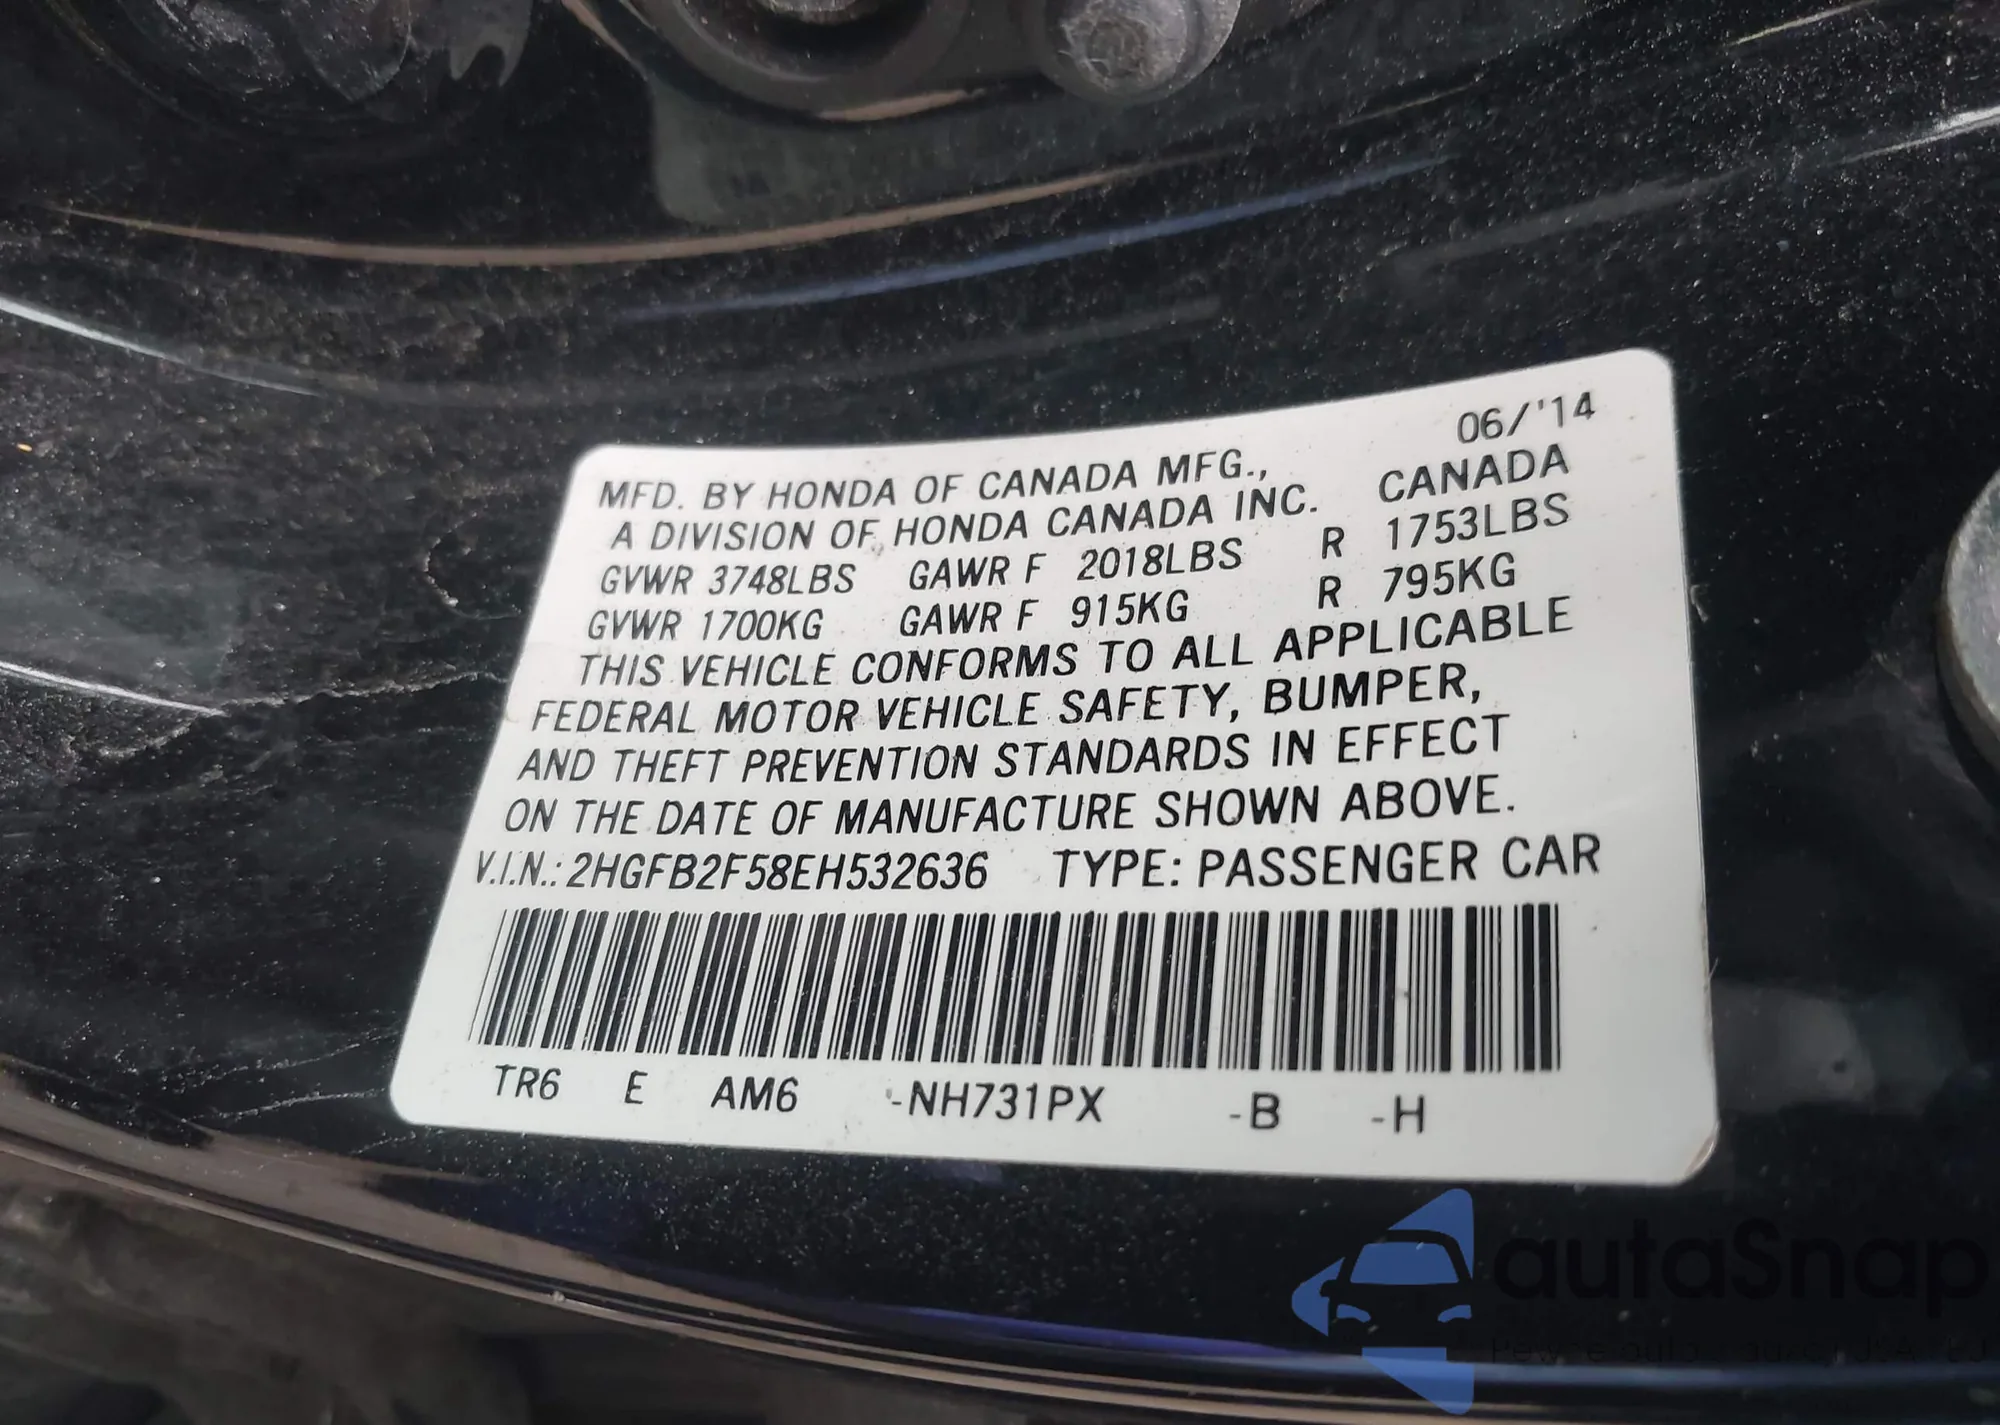 06/'14
MFD. BY HONDA OF CANADA MFG.,
A DIVISION OF HONDA CANADA INC. CANADA
GVWR 3748LBS GAWR F 2018LBS R 1753LBS
GVWR 1700KG GAWR F 915KG R 795KG
THIS VEHICLE CONFORMS TO ALL APPLICABLE
FEDERAL MOTOR VEHICLE SAFETY, BUMPER,
AND THEFT PREVENTION STANDARDS IN EFFECT
ON THE DATE OF MANUFACTURE SHOWN ABOVE.
V.I.N.: 2HGFB2F58EH532636 TYPE: PASSENGER CAR
TR6 E AM6 -NH731PX -B -H
autaSnap